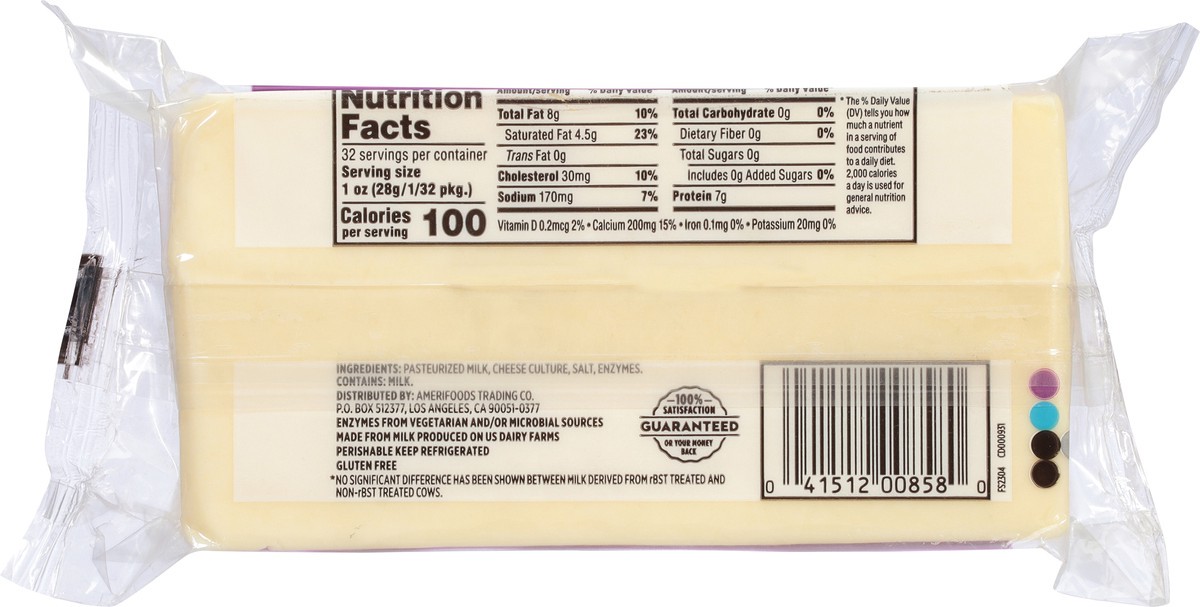 Nutrition
Facts
32 servings per container
Serving size
1 oz (28g/1/32 pkg.)
Calories
per serving
100
Amount/serving % Daily Value
Total Fat 8g 10%
Saturated Fat 4.5g 23%
Trans Fat 0g
Cholesterol 30mg 10%
Sodium 170mg 7%
Amount/serving % Daily Value
Total Carbohydrate 0g 0%
Dietary Fiber 0g 0%
Total Sugars 0g
Includes 0g Added Sugars 0%
Protein 7g
Vitamin D 0.2mcg 2% • Calcium 200mg 15% • Iron 0.1mg 0% • Potassium 20mg 0%
* The % Daily Value
(DV) tells you how
much a nutrient
in a serving of
food contributes
to a daily diet.
2,000 calories
a day is used for
general nutrition
advice.
INGREDIENTS: PASTEURIZED MILK, CHEESE CULTURE, SALT, ENZYMES.
CONTAINS: MILK.
DISTRIBUTED BY: AMERIFOODS TRADING CO.
P.O. BOX 512377, LOS ANGELES, CA 90051-0377
ENZYMES FROM VEGETARIAN AND/OR MICROBIAL SOURCES
MADE FROM MILK PRODUCED ON US DAIRY FARMS
PERISHABLE KEEP REFRIGERATED
GLUTEN FREE
*NO SIGNIFICANT DIFFERENCE HAS BEEN SHOWN BETWEEN MILK DERIVED FROM rBST TREATED AND
NON-rBST TREATED COWS.
100%
SATISFACTION
GUARANTEED
OR YOUR MONEY
BACK
0 41512 00858 0
FS2304 CD000931